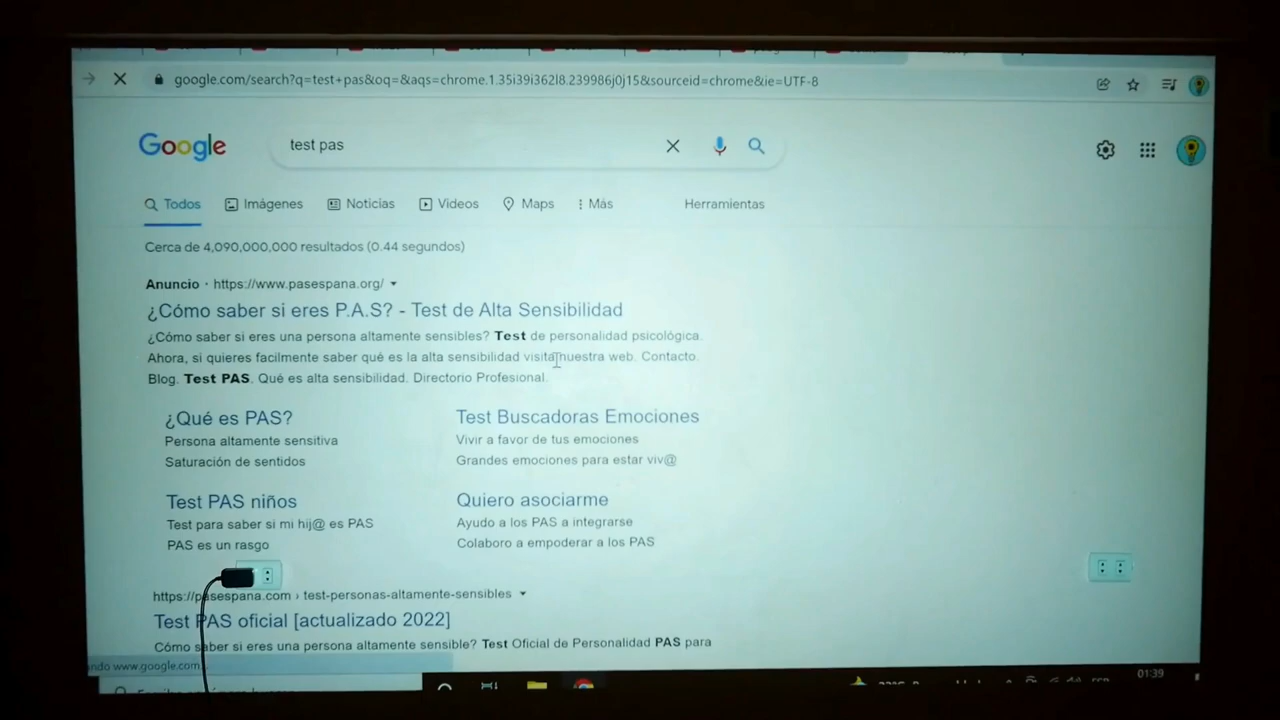 google.com/search?q=test+pas&oq=&aqs=chrome.1.35i39i362l8.239986j0j15&sourceid=chrome&ie=UTF-8
Google
test pas
Todos Imágenes Noticias Videos Maps Más Herramientas
Cerca de 4,090,000,000 resultados (0.44 segundos)
Anuncio · https://www.pasespana.org/
¿Cómo saber si eres P.A.S? - Test de Alta Sensibilidad
¿Cómo saber si eres una persona altamente sensibles? Test de personalidad psicológica.
Ahora, si quieres facilmente saber qué es la alta sensibilidad visita nuestra web. Contacto.
Blog. Test PAS. Qué es alta sensibilidad. Directorio Profesional.
¿Qué es PAS?
Persona altamente sensitiva
Saturación de sentidos
Test Buscadoras Emociones
Vivir a favor de tus emociones
Grandes emociones para estar viv@
Test PAS niños
Test para saber si mi hij@ es PAS
PAS es un rasgo
Quiero asociarme
Ayudo a los PAS a integrarse
Colaboro a empoderar a los PAS
https://pasespana.com › test-personas-altamente-sensibles
Test PAS oficial [actualizado 2022]
Cómo saber si eres una persona altamente sensible? Test Oficial de Personalidad PAS para
ndo www.google.com...
01:39